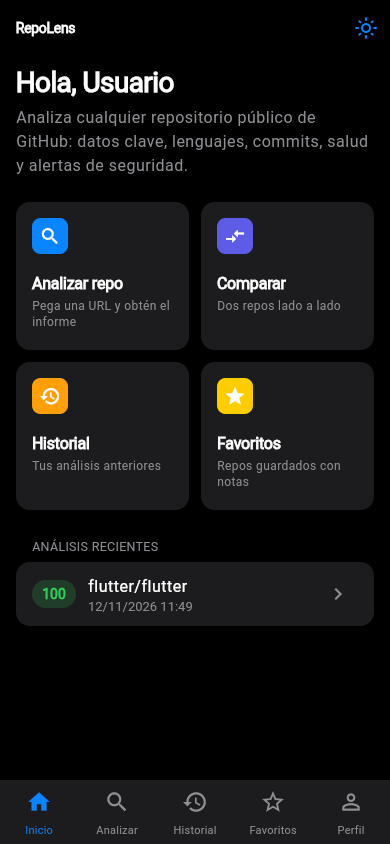 RepoLens
Hola, Usuario
Analiza cualquier repositorio público de
GitHub: datos clave, lenguajes, commits, salud
y alertas de seguridad.
Analizar repo
Pega una URL y obtén el
informe
Comparar
Dos repos lado a lado
Historial
Tus análisis anteriores
Favoritos
Repos guardados con
notas
ANÁLISIS RECIENTES
100
flutter/flutter
12/11/2026 11:49
Inicio
Analizar
Historial
Favoritos
Perfil